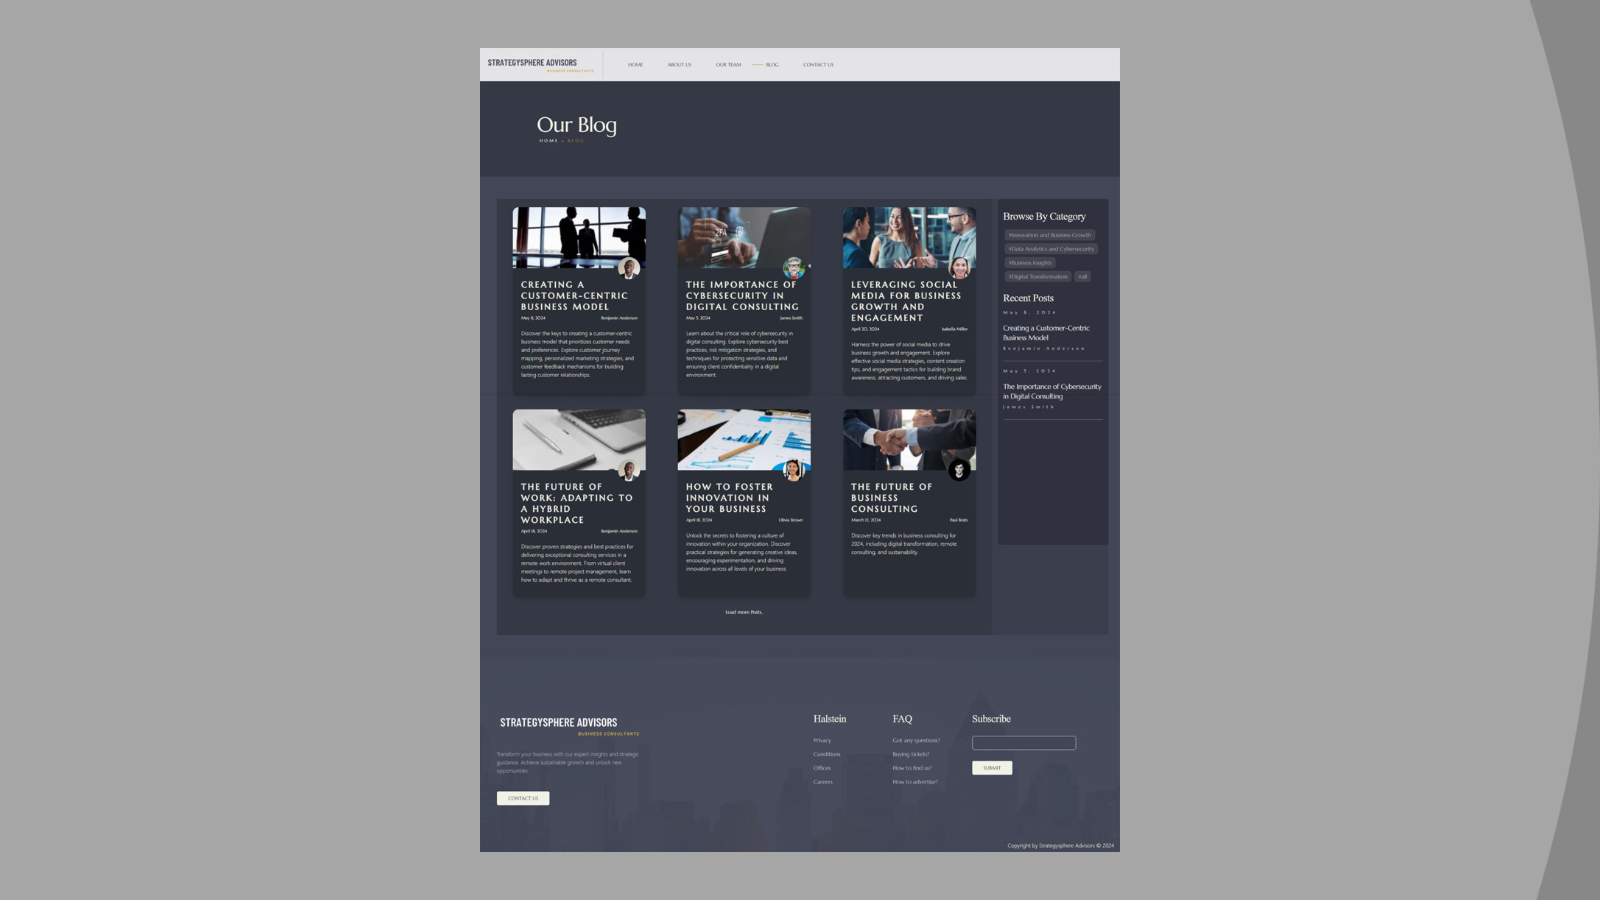 STRATEGYSPHERE ADVISORS
BUSINESS CONSULTANTS
HOME
ABOUT US
OUR TEAM
BLOG
CONTACT US
Our Blog
HOME - BLOG
CREATING A
CUSTOMER-CENTRIC
BUSINESS MODEL
May 8, 2024
Benjamin Anderson
Discover the keys to creating a customer-centric
business model that prioritizes customer needs
and preferences. Explore customer journey
mapping, personalized marketing strategies, and
customer feedback mechanisms for building
lasting customer relationships.
2FA
THE IMPORTANCE OF
CYBERSECURITY IN
DIGITAL CONSULTING
May 5, 2024
James Smith
Learn about the critical role of cybersecurity in
digital consulting. Explore cybersecurity best
practices, risk mitigation strategies, and
techniques for protecting sensitive data and
ensuring client confidentiality in a digital
environment.
LEVERAGING SOCIAL
MEDIA FOR BUSINESS
GROWTH AND
ENGAGEMENT
April 20, 2024
Isabella Miller
Harness the power of social media to drive
business growth and engagement. Explore
effective social media strategies, content creation
tips, and engagement tactics for building brand
awareness, attracting customers, and driving sales.
THE FUTURE OF
WORK: ADAPTING TO
A HYBRID
WORKPLACE
Benjamin Anderson
Discover proven strategies and best practices for
delivering exceptional consulting services in a
remote work environment. From virtual client
meetings to remote project management, learn
how to adapt and thrive as a remote consultant.
HOW TO FOSTER
INNOVATION IN
YOUR BUSINESS
Olivia Brown
Unlock the secrets to fostering a culture of
innovation within your organization. Discover
practical strategies for generating creative ideas,
encouraging experimentation, and driving
innovation across all levels of your business.
THE FUTURE OF
BUSINESS
CONSULTING
March 12, 2024
Discover key trends in business consulting for
2024, including digital transformation, remote
consulting, and sustainability.
Load more Posts..
Browse By Category
#Innovation and Business Growth
#Data Analytics and Cybersecurity
#Business Insights
#Digital Transformation
#all
Recent Posts
May 8, 2024
Creating a Customer-Centric
Business Model
Benjamin Anderson
May 5, 2024
The Importance of Cybersecurity
in Digital Consulting
James Smith
STRATEGYSPHERE ADVISORS
BUSINESS CONSULTANTS
Transform your business with our expert insights and strategic
guidance. Achieve sustainable growth and unlock new
opportunities.
CONTACT US
Halstein
Privacy
Conditions
Offices
Careers
FAQ
Got any questions?
Buying tickets?
How to find us?
How to advertise?
Subscribe
SUBMIT
Copyright by Strategysphere Advisors © 2024